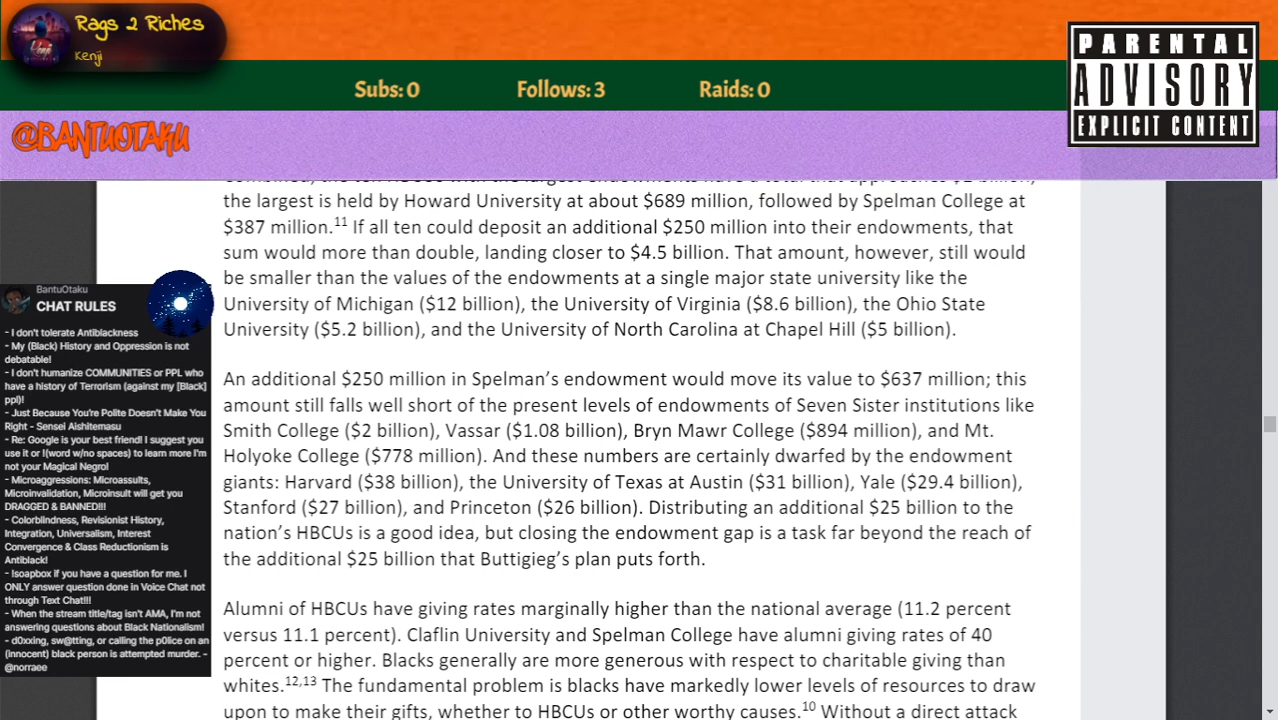 Rags 2 Riches
Kenji
PARENTAL
ADVISORY
EXPLICIT CONTENT
Subs: 0
Follows: 3
Raids: 0
@BANTUOTAKU
the largest is held by Howard University at about $689 million, followed by Spelman College at
$387 million.¹¹ If all ten could deposit an additional $250 million into their endowments, that
sum would more than double, landing closer to $4.5 billion. That amount, however, still would
be smaller than the values of the endowments at a single major state university like the
University of Michigan ($12 billion), the University of Virginia ($8.6 billion), the Ohio State
University ($5.2 billion), and the University of North Carolina at Chapel Hill ($5 billion).
An additional $250 million in Spelman’s endowment would move its value to $637 million; this
amount still falls well short of the present levels of endowments of Seven Sister institutions like
Smith College ($2 billion), Vassar ($1.08 billion), Bryn Mawr College ($894 million), and Mt.
Holyoke College ($778 million). And these numbers are certainly dwarfed by the endowment
giants: Harvard ($38 billion), the University of Texas at Austin ($31 billion), Yale ($29.4 billion),
Stanford ($27 billion), and Princeton ($26 billion). Distributing an additional $25 billion to the
nation’s HBCUs is a good idea, but closing the endowment gap is a task far beyond the reach of
the additional $25 billion that Buttigieg’s plan puts forth.
Alumni of HBCUs have giving rates marginally higher than the national average (11.2 percent
versus 11.1 percent). Claflin University and Spelman College have alumni giving rates of 40
percent or higher. Blacks generally are more generous with respect to charitable giving than
whites.¹²,¹³ The fundamental problem is blacks have markedly lower levels of resources to draw
upon to make their gifts, whether to HBCUs or other worthy causes.¹⁰ Without a direct attack
BantuOtaku
CHAT RULES
- I don't tolerate Antiblackness
- My (Black) History and Oppression is not
debatable!
- I don't humanize COMMUNITIES or PPL who
have a history of Terrorism (against my [Black]
ppl)!
- Just Because You're Polite Doesn't Make You
Right - Sensei Aishitemasu
- Re: Google is your best friend! I suggest you
use it or !(word w/no spaces) to learn more I'm
not your Magical Negro!
- Microaggressions: Microassults,
Microinvalidation, Microinsult will get you
DRAGGED & BANNED!!!
- Colorblindness, Revisionist History,
Integration, Universalism, Interest
Convergence & Class Reductionism is
Antiblack!
- !soapbox if you have a question for me. I
ONLY answer question done in Voice Chat not
through Text Chat!!!
- When the stream title/tag isn't AMA, I'm not
answering questions about Black Nationalism!
- d0xxing, sw@tting, or calling the p0lice on an
(innocent) black person is attempted murder. -
@norraee